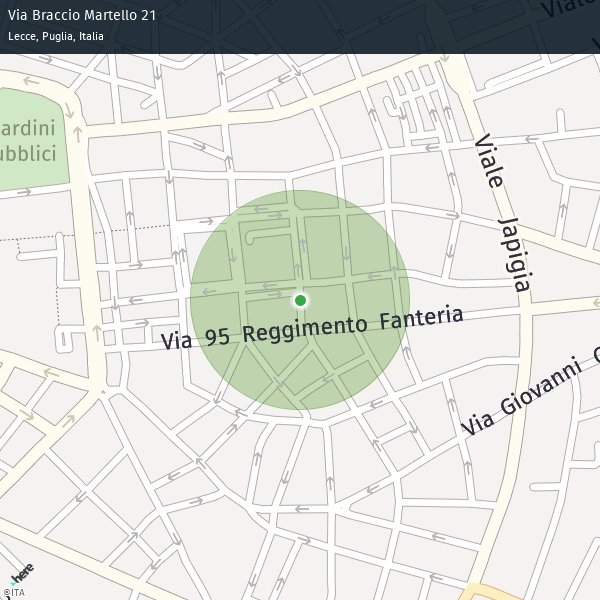 Via Braccio Martello 21
Lecce, Puglia, Italia
Viale
ardini
ubblici
Viale Japigia
Via 95 Reggimento Fanteria
Via Giovanni
here
©ITA